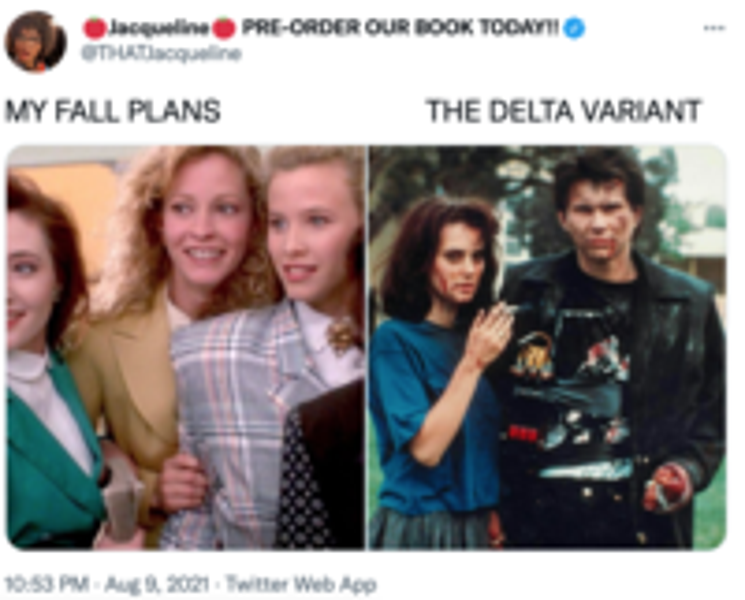 🍅Jacqueline🍅 PRE-ORDER OUR BOOK TODAY!!
@THATJacqueline
MY FALL PLANS THE DELTA VARIANT
10:53 PM · Aug 9, 2021 · Twitter Web App